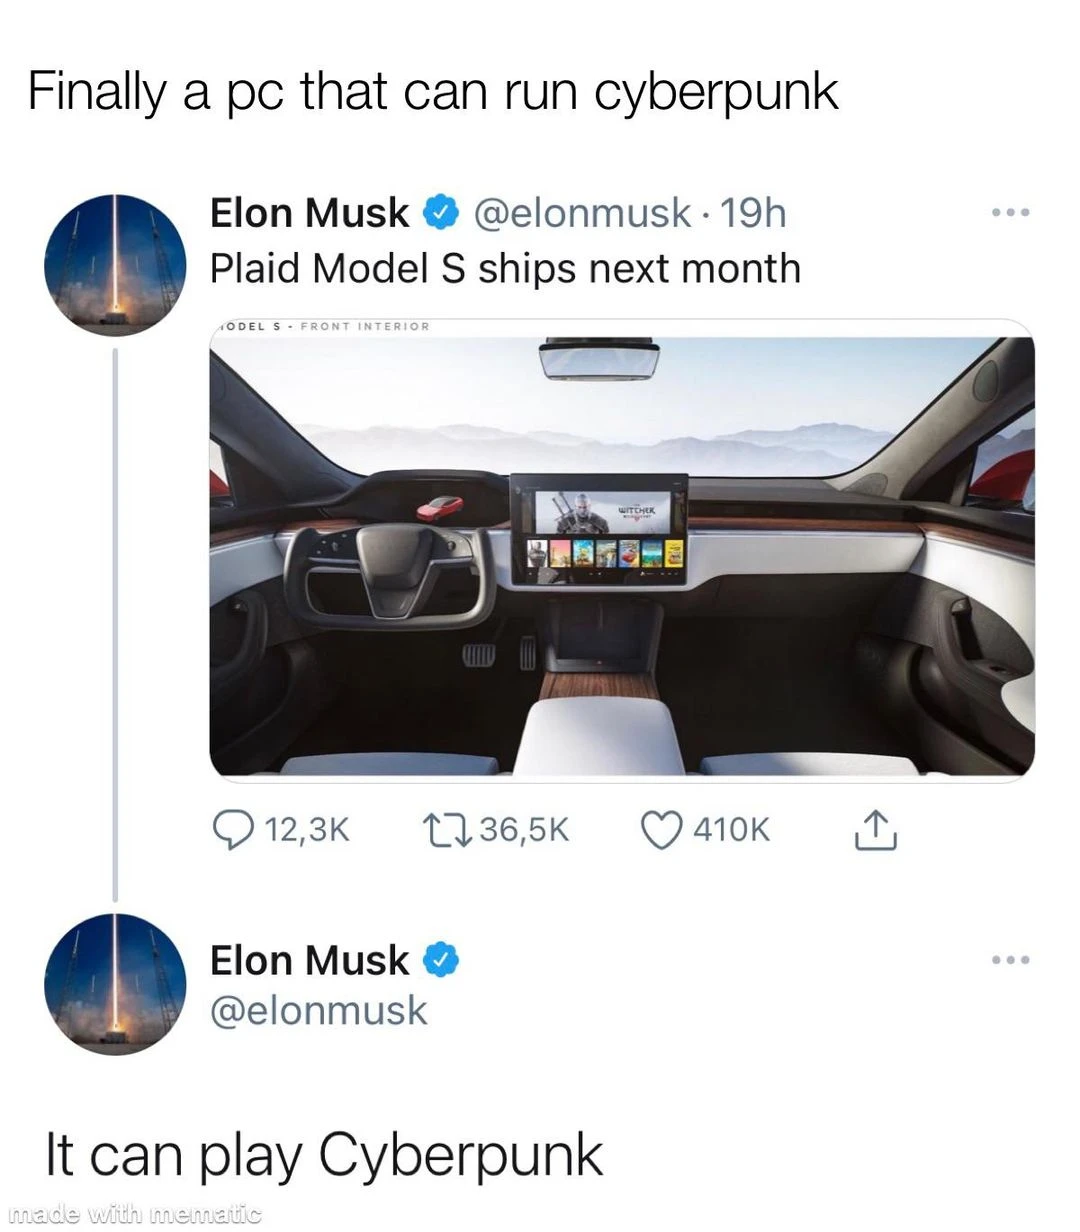 Finally a pc that can run cyberpunk
Elon Musk @elonmusk · 19h
Plaid Model S ships next month
ODEL S - FRONT INTERIOR
WITCHER
12,3K 36,5K 410K
Elon Musk
@elonmusk
It can play Cyberpunk
made with mematic